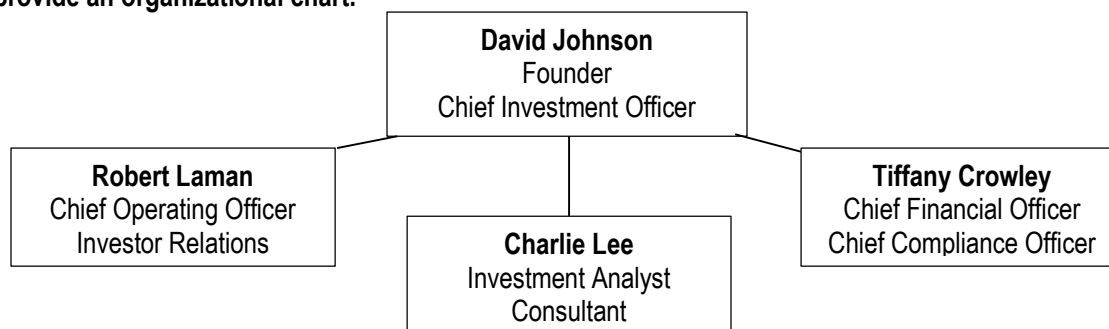 provide an organizational chart.
David Johnson
Founder
Chief Investment Officer
Robert Laman
Chief Operating Officer
Investor Relations
Charlie Lee
Investment Analyst
Consultant
Tiffany Crowley
Chief Financial Officer
Chief Compliance Officer